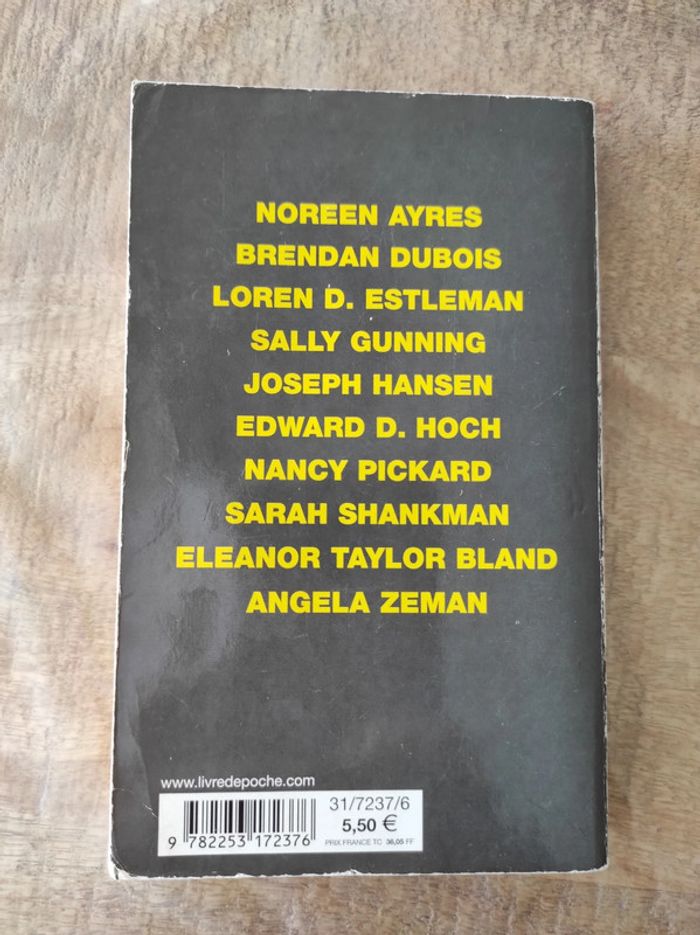 NOREEN AYRES
BRENDAN DUBOIS
LOREN D. ESTLEMAN
SALLY GUNNING
JOSEPH HANSEN
EDWARD D. HOCH
NANCY PICKARD
SARAH SHANKMAN
ELEANOR TAYLOR BLAND
ANGELA ZEMAN
www.livredepoche.com
31/7237/6
5,50 €
PRIX FRANCE TC 36,05 FF
9 782253 172376